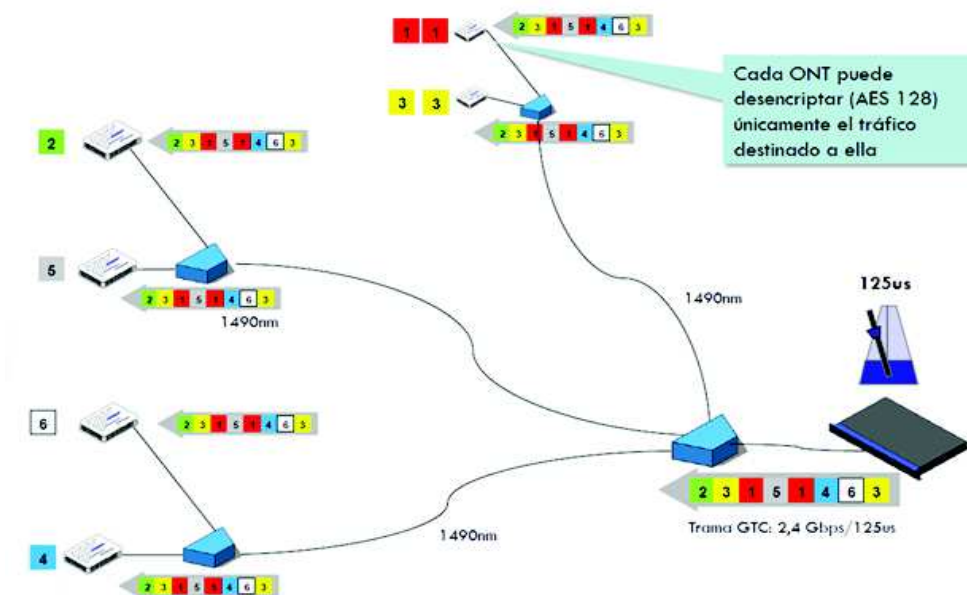 1 1
2 3 1 5 1 4 6 3
3 3
2 3 1 5 1 4 6 3
Cada ONT puede
desencriptar (AES 128)
únicamente el tráfico
destinado a ella
2
2 3 1 5 1 4 6 3
5
2 3 1 5 1 4 6 3
1490nm
1490nm
125us
6
2 3 1 5 1 4 6 3
2 3 1 5 1 4 6 3
Trama GTC: 2,4 Gbps/125us
1490nm
4
2 3 1 5 1 4 6 3